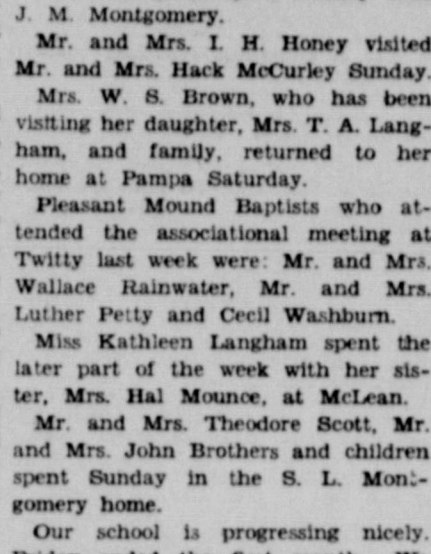 J. M. Montgomery.
Mr. and Mrs. I. H. Honey visited
Mr. and Mrs. Hack McCurley Sunday.
Mrs. W. S. Brown, who has been
visiting her daughter, Mrs. T. A. Lang-
ham, and family, returned to her
home at Pampa Saturday.
Pleasant Mound Baptists who at-
tended the associational meeting at
Twitty last week were: Mr. and Mrs.
Wallace Rainwater, Mr. and Mrs.
Luther Petty and Cecil Washburn.
Miss Kathleen Langham spent the
later part of the week with her sis-
ter, Mrs. Hal Mounce, at McLean.
Mr. and Mrs. Theodore Scott, Mr.
and Mrs. John Brothers and children
spent Sunday in the S. L. Mont-
gomery home.
Our school is progressing nicely.